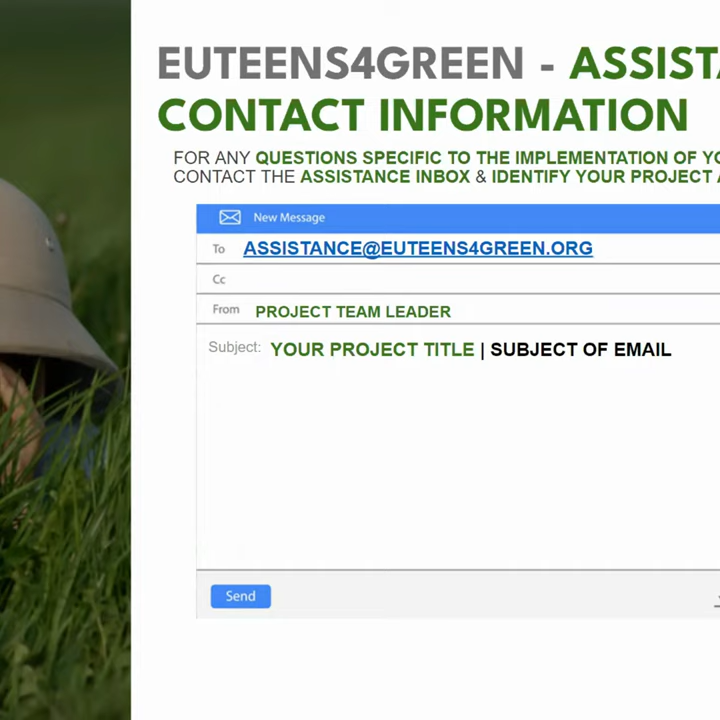 EUTEENS4GREEN - ASSISTA
CONTACT INFORMATION
FOR ANY QUESTIONS SPECIFIC TO THE IMPLEMENTATION OF YO
CONTACT THE ASSISTANCE INBOX & IDENTIFY YOUR PROJECT A
New Message
To ASSISTANCE@EUTEENS4GREEN.ORG
Cc
From PROJECT TEAM LEADER
Subject: YOUR PROJECT TITLE | SUBJECT OF EMAIL
Send